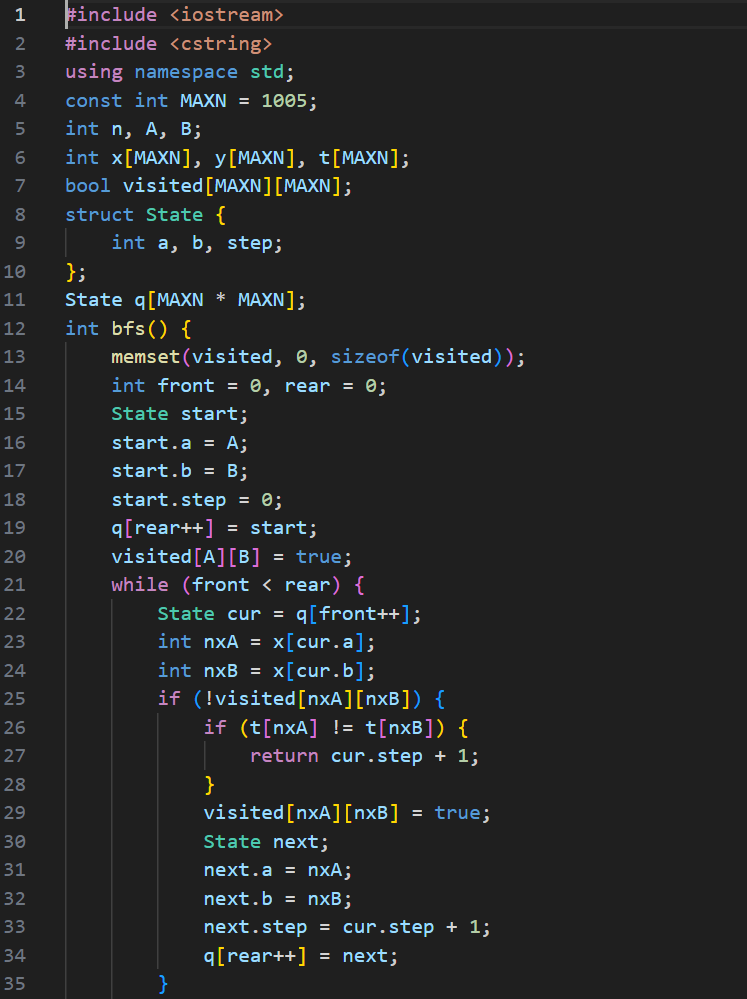 1 #include <iostream>
2 #include <cstring>
3 using namespace std;
4 const int MAXN = 1005;
5 int n, A, B;
6 int x[MAXN], y[MAXN], t[MAXN];
7 bool visited[MAXN][MAXN];
8 struct State {
9     int a, b, step;
10 };
11 State q[MAXN * MAXN];
12 int bfs() {
13     memset(visited, 0, sizeof(visited));
14     int front = 0, rear = 0;
15     State start;
16     start.a = A;
17     start.b = B;
18     start.step = 0;
19     q[rear++] = start;
20     visited[A][B] = true;
21     while (front < rear) {
22         State cur = q[front++];
23         int nxA = x[cur.a];
24         int nxB = x[cur.b];
25         if (!visited[nxA][nxB]) {
26             if (t[nxA] != t[nxB]) {
27                 return cur.step + 1;
28             }
29             visited[nxA][nxB] = true;
30             State next;
31             next.a = nxA;
32             next.b = nxB;
33             next.step = cur.step + 1;
34             q[rear++] = next;
35         }